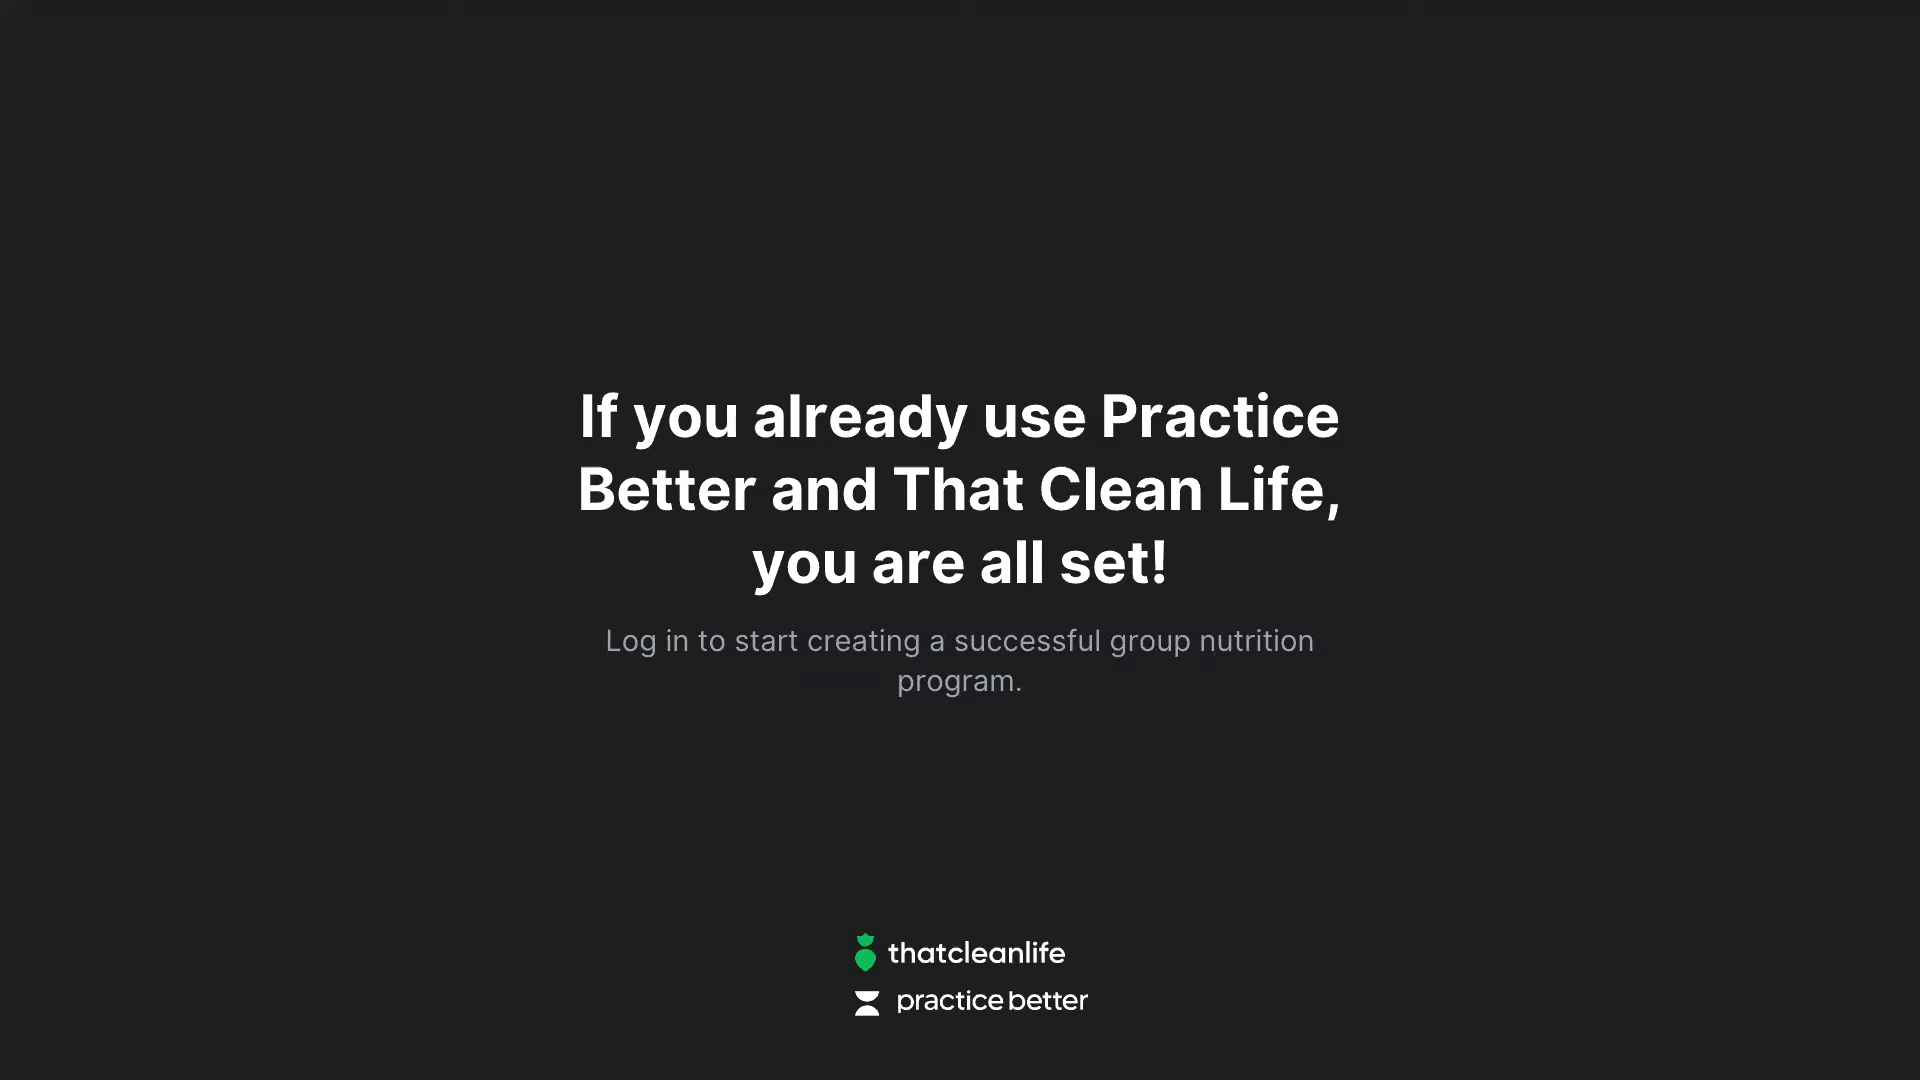 If you already use Practice
Better and That Clean Life,
you are all set!
Log in to start creating a successful group nutrition
program.
thatcleanlife
practice better